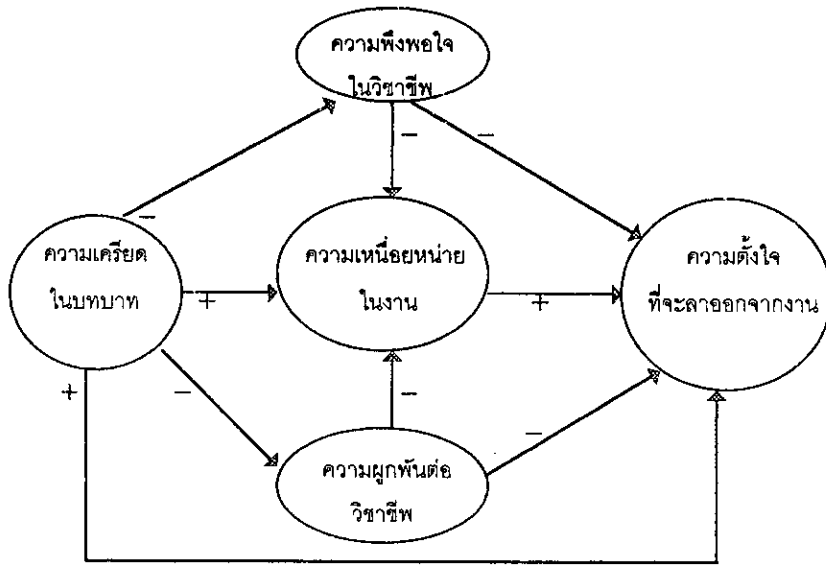 ความพึงพอใจ
ในวิชาชีพ
−
−
−
ความเครียด
ในบทบาท
+
ความเหนื่อยหน่าย
ในงาน
+
ความตั้งใจ
ที่จะลาออกจากงาน
+
−
−
−
ความผูกพันต่อ
วิชาชีพ